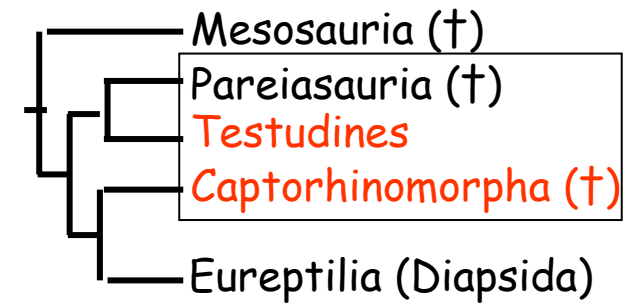 Mesosauria (†)
Pareiasauria (†)
Testudines
Captorhinomorpha (†)
Eureptilia (Diapsida)